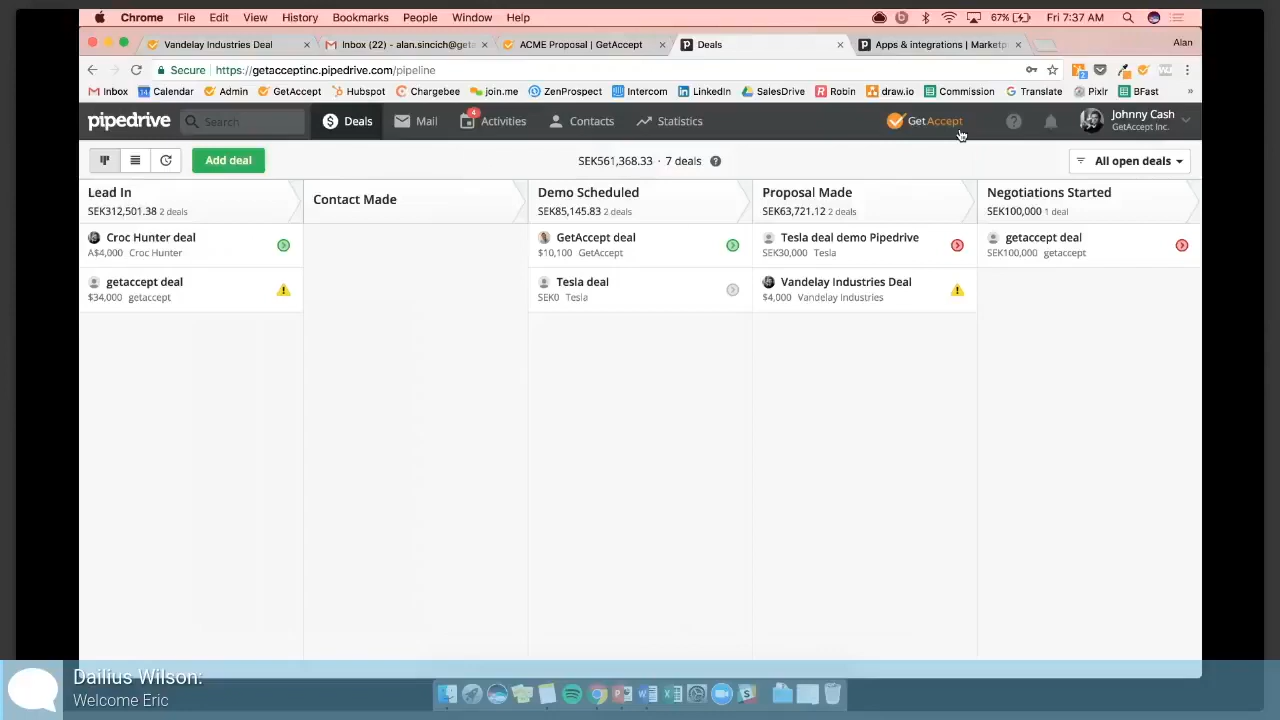 Chrome File Edit View History Bookmarks People Window Help 67% Fri 7:37 AM
Vandelay Industries Deal Inbox (22) - alan.sincich@geta ACME Proposal | GetAccept Deals Apps & integrations | Marketp Alan
Secure https://getacceptinc.pipedrive.com/pipeline
Inbox Calendar Admin GetAccept Hubspot Chargebee join.me ZenProspect Intercom LinkedIn SalesDrive Robin draw.io Commission Translate Pixlr BFast »
pipedrive Search Deals Mail 4 Activities Contacts Statistics GetAccept ? Johnny Cash
GetAccept Inc.
Add deal SEK561,368.33 · 7 deals ? All open deals
Lead In Contact Made Demo Scheduled Proposal Made Negotiations Started
SEK312,501.38 2 deals SEK85,145.83 2 deals SEK63,721.12 2 deals SEK100,000 1 deal
Croc Hunter deal GetAccept deal Tesla deal demo Pipedrive getaccept deal
A$4,000 Croc Hunter $10,100 GetAccept SEK30,000 Tesla SEK100,000 getaccept
getaccept deal Tesla deal Vandelay Industries Deal
$34,000 getaccept SEK0 Tesla $4,000 Vandelay Industries
Dailius Wilson:
Welcome Eric